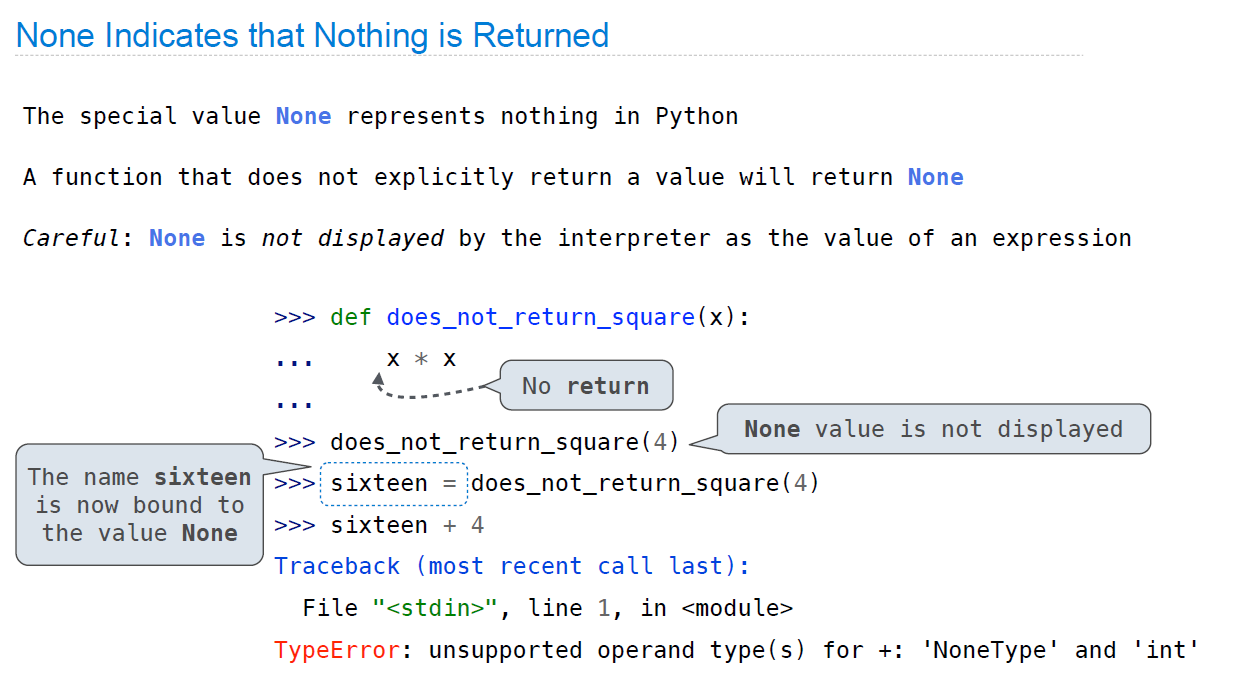 None Indicates that Nothing is Returned
The special value None represents nothing in Python
A function that does not explicitly return a value will return None
Careful: None is not displayed by the interpreter as the value of an expression
>>> def does_not_return_square(x):
...     x * x
No return
...
>>> does_not_return_square(4)
None value is not displayed
The name sixteen
is now bound to
the value None
>>> sixteen = does_not_return_square(4)
>>> sixteen + 4
Traceback (most recent call last):
  File "<stdin>", line 1, in <module>
TypeError: unsupported operand type(s) for +: 'NoneType' and 'int'